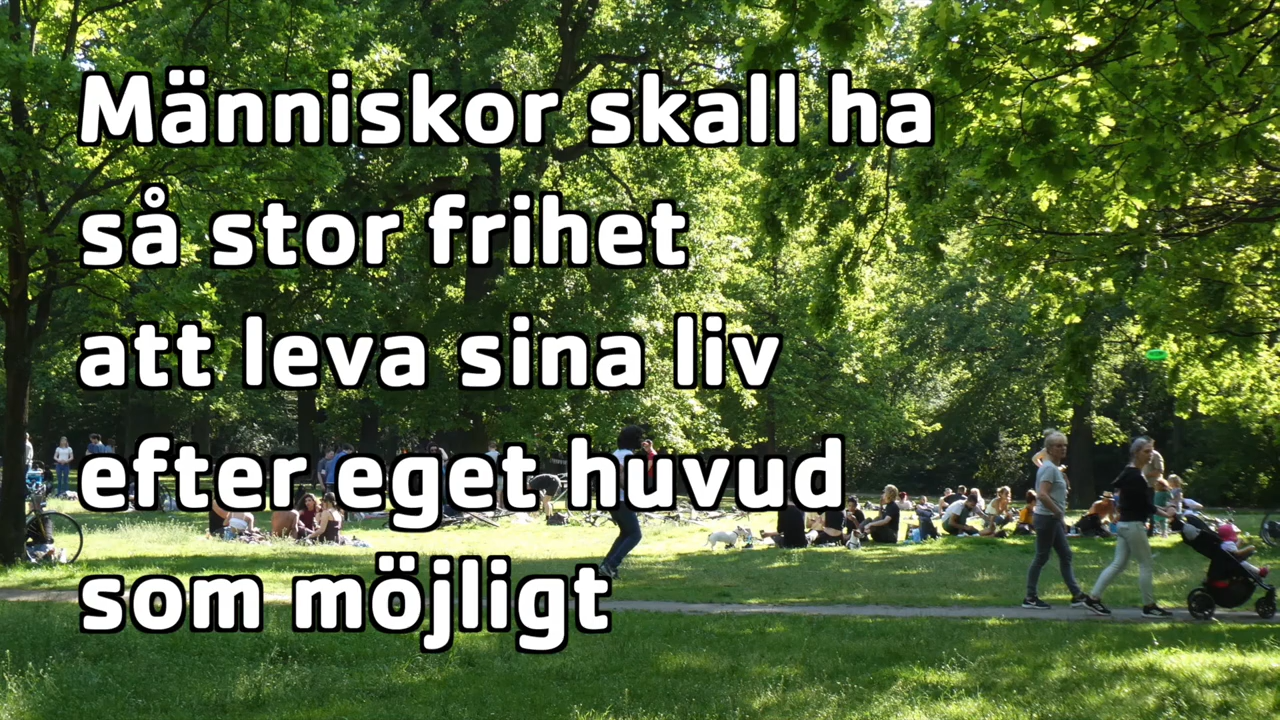 Människor skall ha
så stor frihet
att leva sina liv
efter eget huvud
som möjligt